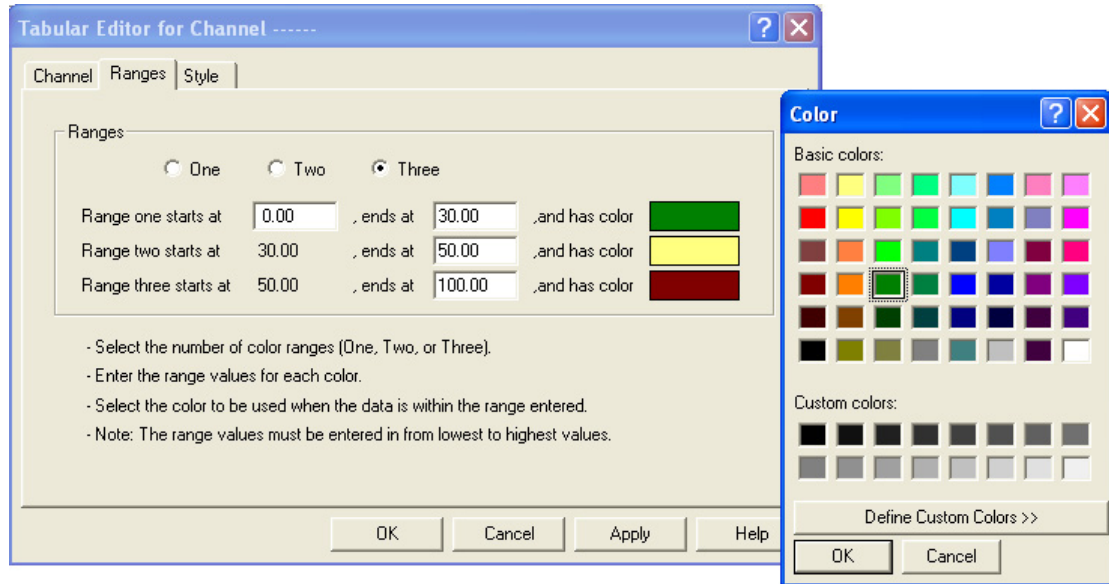 Tabular Editor for Channel ------
Channel Ranges Style
Ranges
One Two Three
Range one starts at 0.00 , ends at 30.00 ,and has color
Range two starts at 30.00 , ends at 50.00 ,and has color
Range three starts at 50.00 , ends at 100.00 ,and has color
- Select the number of color ranges (One, Two, or Three).
- Enter the range values for each color.
- Select the color to be used when the data is within the range entered.
- Note: The range values must be entered in from lowest to highest values.
OK Cancel Apply Help
Color
Basic colors:
Custom colors:
Define Custom Colors >>
OK Cancel